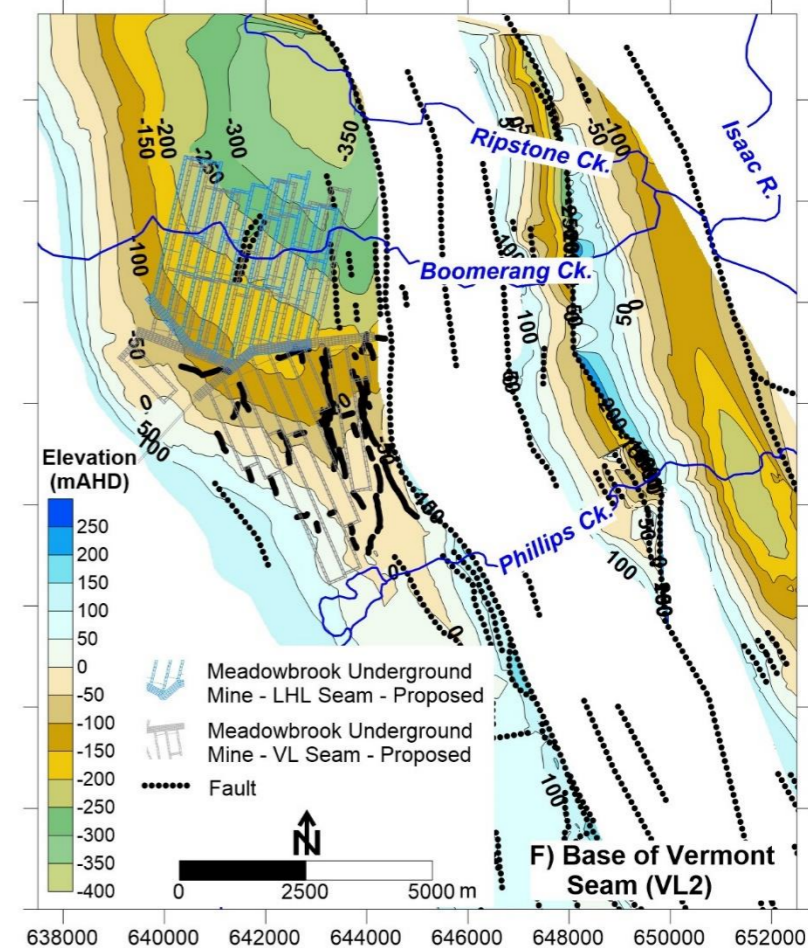 -150
-200
-250
-300
-350
-50
-100
Ripstone Ck.
Isaac R.
100
-100
Boomerang Ck.
50
-50
0
50
100
Elevation
(mAHD)
250
200
150
100
50
0
-50
-100
-150
-200
-250
-300
-350
-400
Phillips Ck.
100
0
0
100
Meadowbrook Underground
Mine - LHL Seam - Proposed
Meadowbrook Underground
Mine - VL Seam - Proposed
Fault
N
0 2500 5000 m
F) Base of Vermont
Seam (VL2)
638000 640000 642000 644000 646000 648000 650000 652000